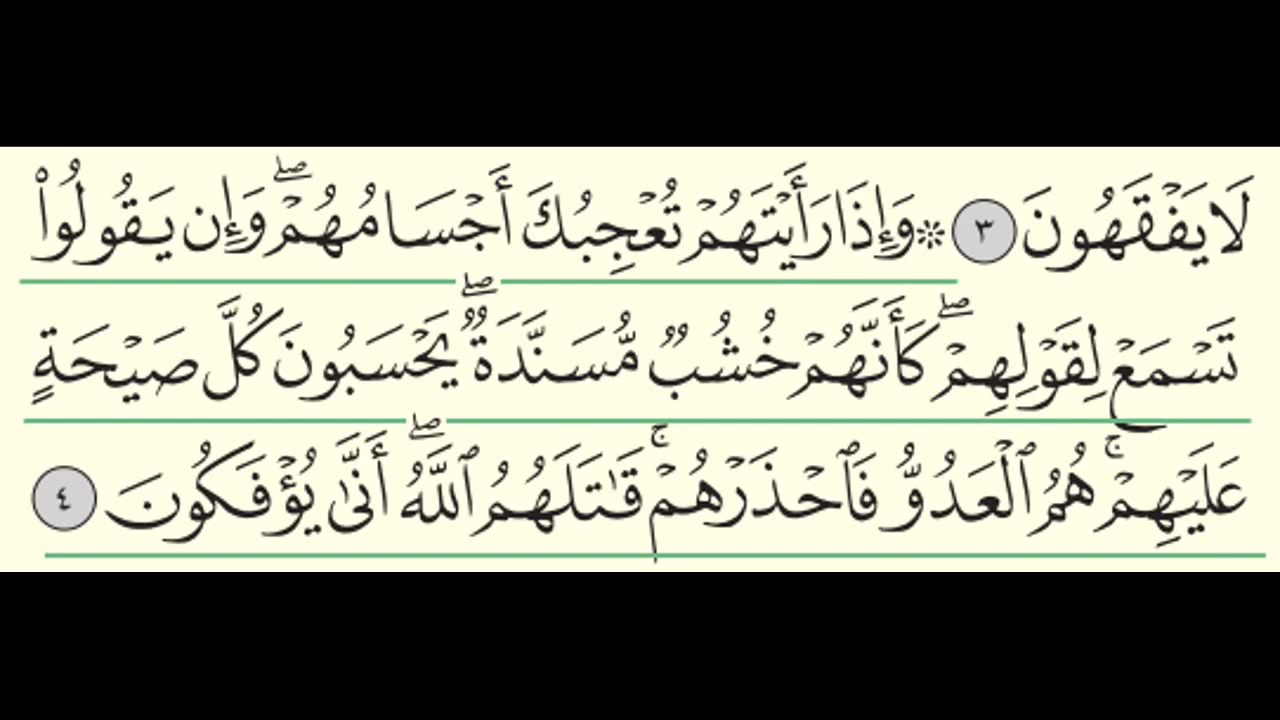 لَا يَفْقَهُونَ ٣ ۞ وَإِذَا رَأَيْتَهُمْ تُعْجِبُكَ أَجْسَامُهُمْۖ وَإِن يَقُولُوا۟
تَسْمَعْ لِقَوْلِهِمْۖ كَأَنَّهُمْ خُشُبٌ مُّسَنَّدَةٌۖ يَحْسَبُونَ كُلَّ صَيْحَةٍ
عَلَيْهِمْۚ هُمُ ٱلْعَدُوُّ فَٱحْذَرْهُمْۚ قَٰتَلَهُمُ ٱللَّهُۖ أَنَّىٰ يُؤْفَكُونَ ٤